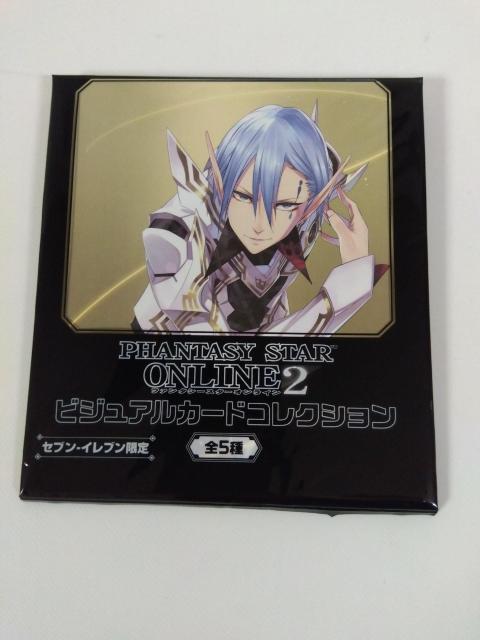 PHANTASY STAR™
ONLINE 2
ファンタシースターオンライン
ビジュアルカードコレクション
セブン-イレブン限定
全5種